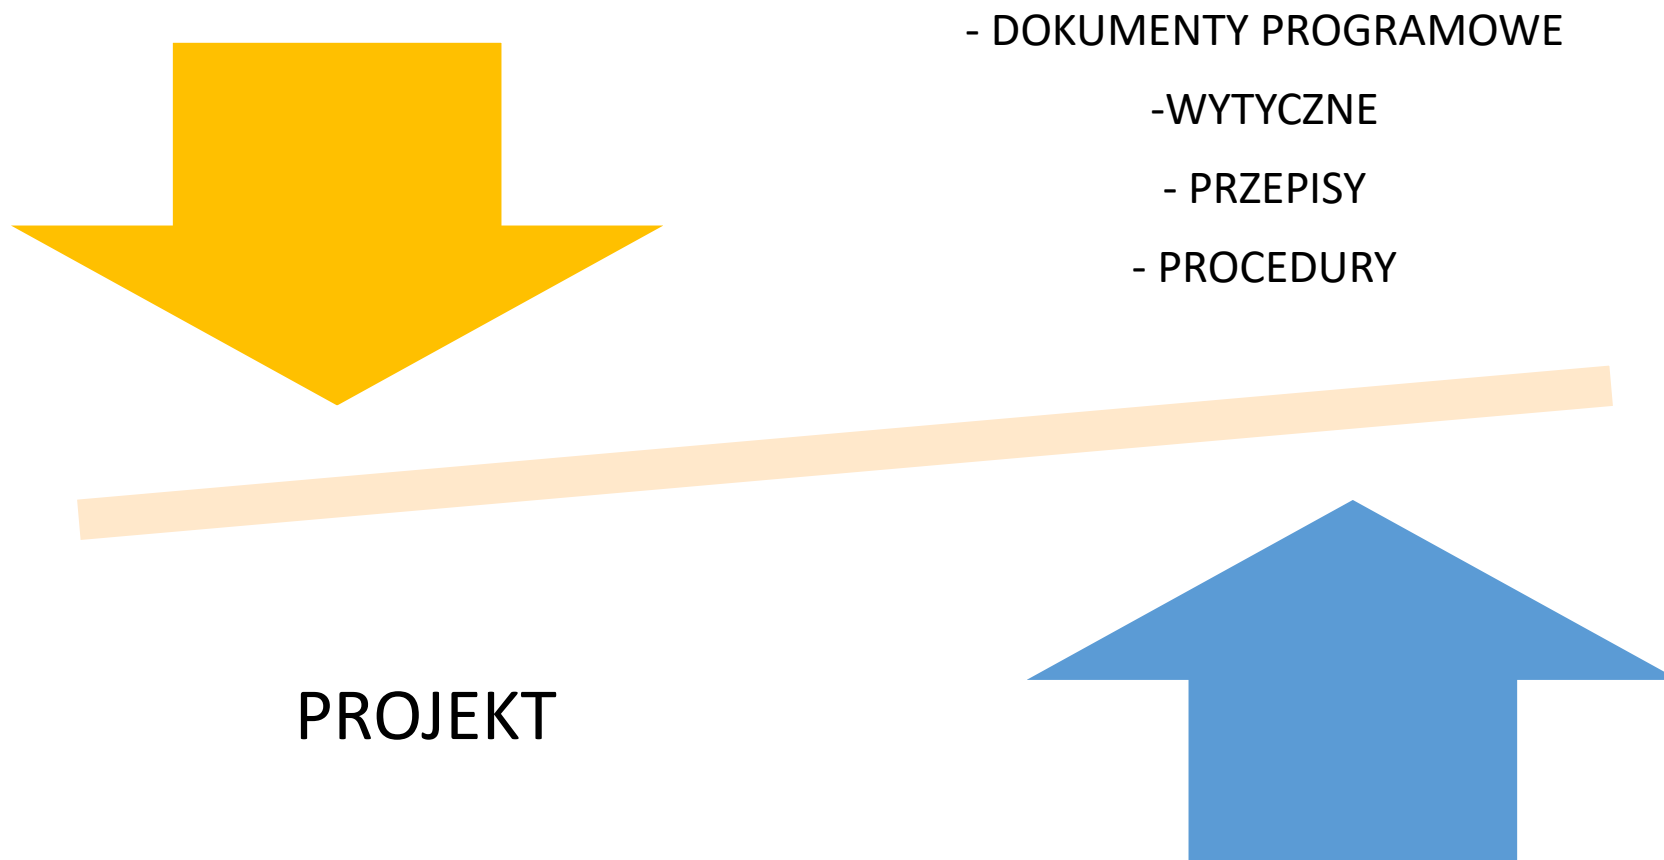 - DOKUMENTY PROGRAMOWE
-WYTYCZNE
- PRZEPISY
- PROCEDURY
PROJEKT